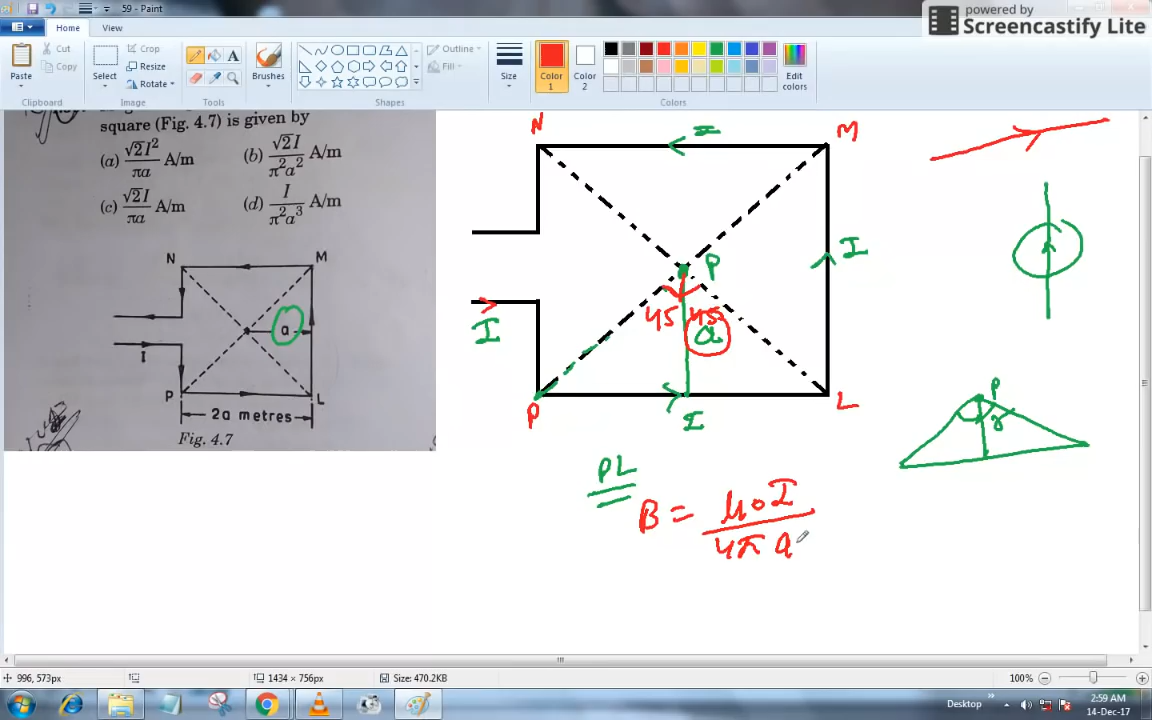 59 - Paint
powered by
Screencastify Lite
Home
View
Paste
Cut
Copy
Clipboard
Select
Crop
Resize
Rotate
Image
A
Tools
Brushes
Shapes
Outline
Fill
Size
Color
1
Color
2
Edit
colors
Colors
square (Fig. 4.7) is given by
(a) √2I²/πa A/m
(b) √2I/π²a² A/m
(c) √2I/πa A/m
(d) I/π²a³ A/m
N
M
a
I
P
L
2a metres
Fig. 4.7
N
I
M
I
P
45 45
a
I
P
I
L
P
r
PL
B = μ0 I / 4π a
996, 573px
1434 × 756px
Size: 470.2KB
100%
Desktop
2:59 AM
14-Dec-17